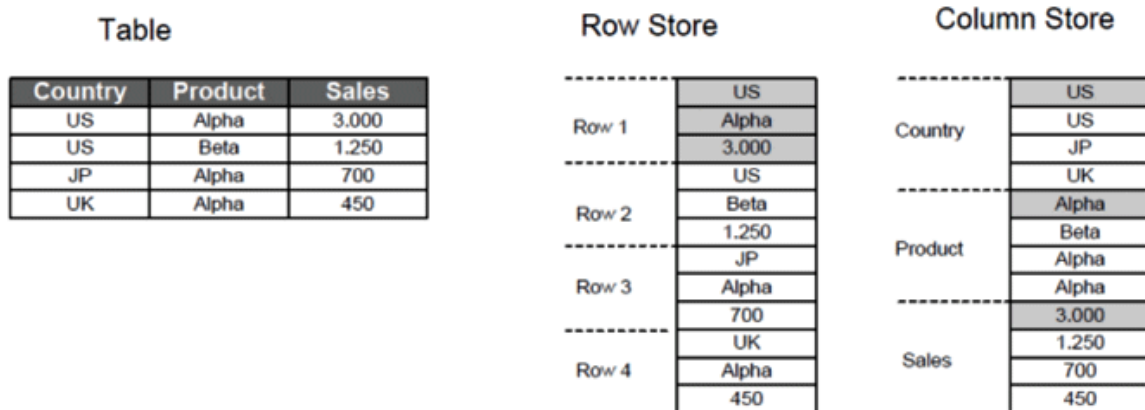 Table
Country Product Sales
US Alpha 3.000
US Beta 1.250
JP Alpha 700
UK Alpha 450
Row Store
Row 1
US
Alpha
3.000
Row 2
US
Beta
1.250
Row 3
JP
Alpha
700
Row 4
UK
Alpha
450
Column Store
Country
US
US
JP
UK
Product
Alpha
Beta
Alpha
Alpha
Sales
3.000
1.250
700
450